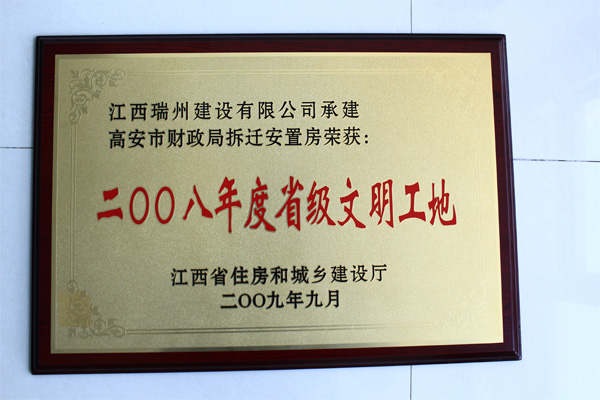 江西瑞州建设有限公司承建
高安市财政局拆迁安置房荣获：
二〇〇八年度省级文明工地
江西省住房和城乡建设厅
二〇〇九年九月